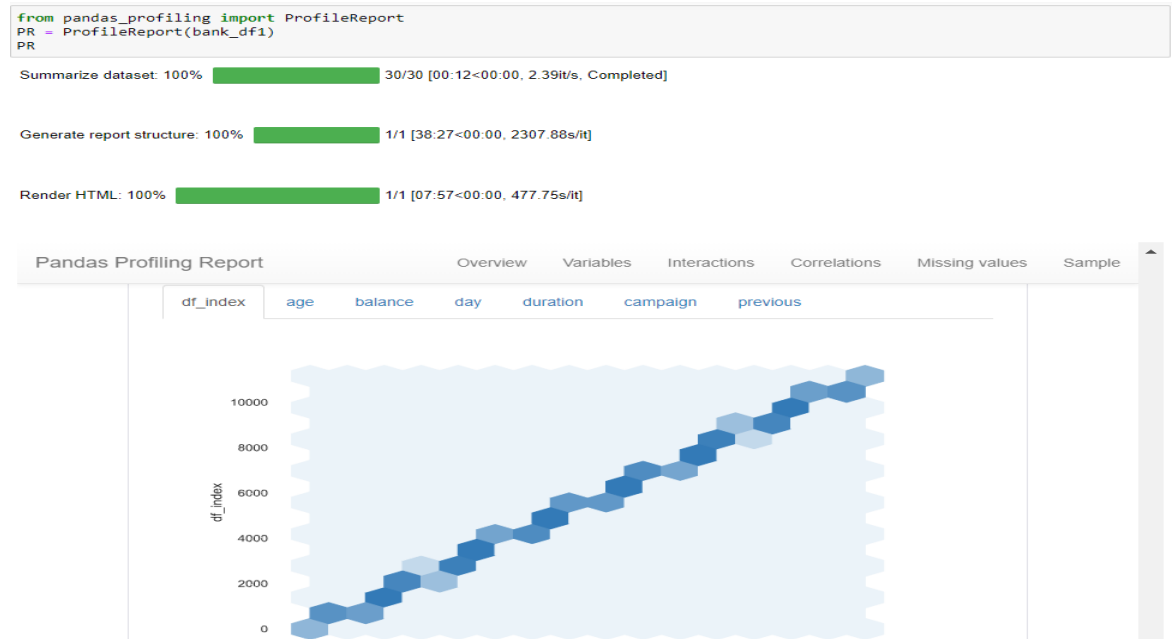 from pandas_profiling import ProfileReport
PR = ProfileReport(bank_df1)
PR
Summarize dataset: 100% 30/30 [00:12<00:00, 2.39it/s, Completed]
Generate report structure: 100% 1/1 [38:27<00:00, 2307.88s/it]
Render HTML: 100% 1/1 [07:57<00:00, 477.75s/it]
Pandas Profiling Report Overview Variables Interactions Correlations Missing values Sample
df_index age balance day duration campaign previous
10000
8000
6000
df_index
4000
2000
0